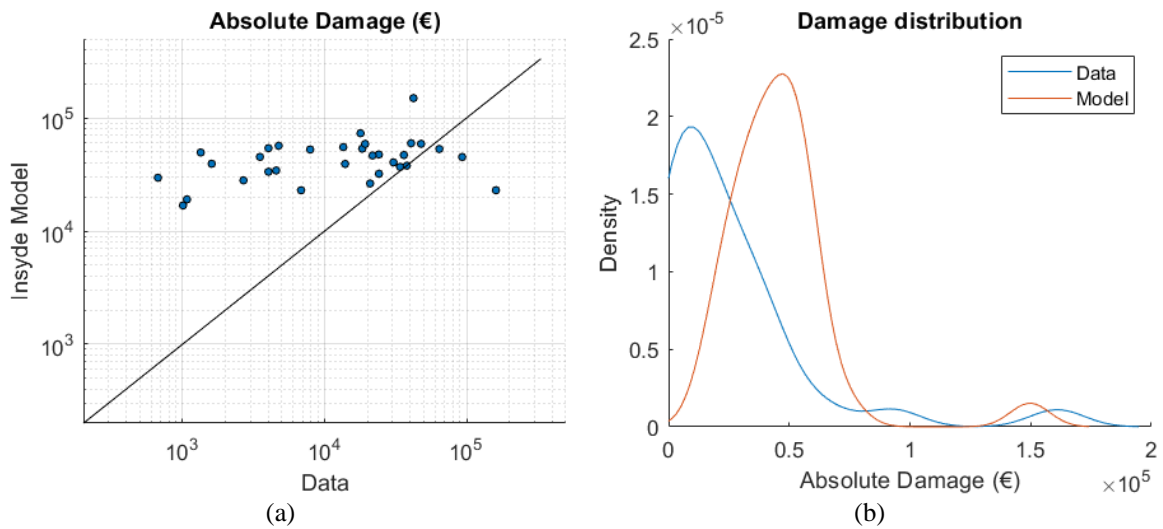 Absolute Damage (€)
Insyde Model
10^5
10^4
10^3
10^3 10^4 10^5
Data
(a)
Damage distribution
×10^-5
Density
2.5
2
1.5
1
0.5
0
Data
Model
0 0.5 1 1.5 2
Absolute Damage (€)
×10^5
(b)